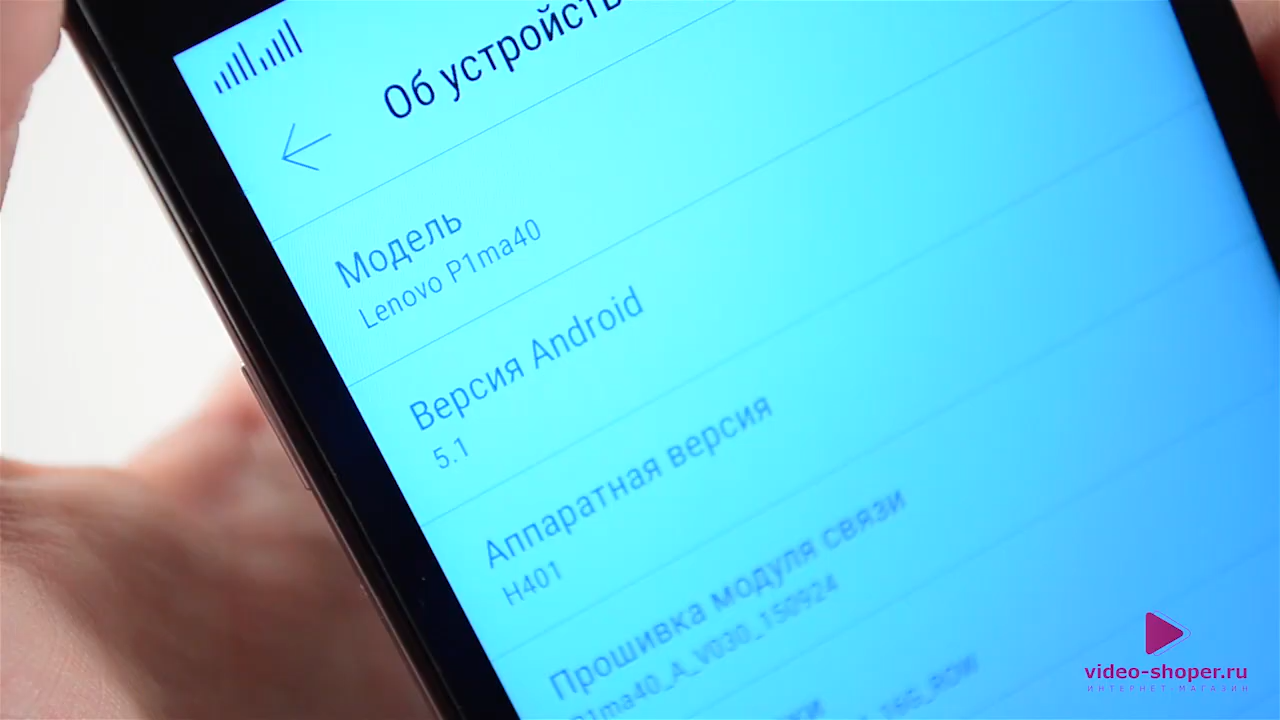 Об устройств
Модель
Lenovo P1ma40
Версия Android
5.1
Аппаратная версия
H401
Прошивка модуля связи
P1ma40_A_V030_150924
16G_ROW
video-shoper.ru
ИНТЕРНЕТ-МАГАЗИН